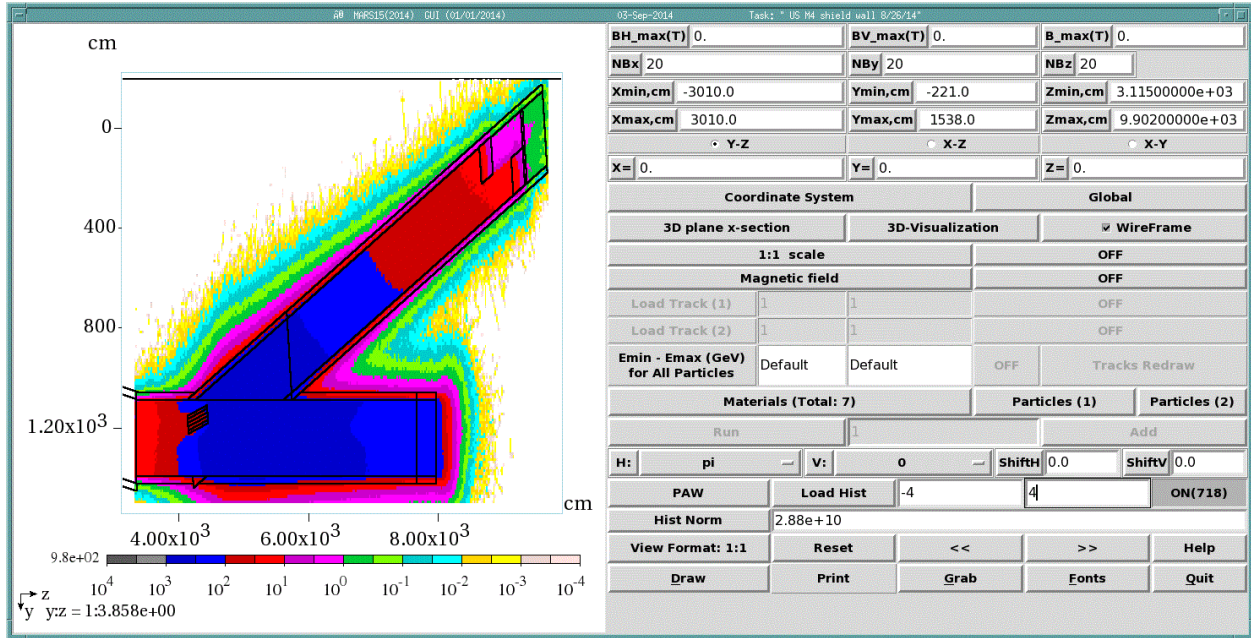 MARS15(2014) GUI (01/01/2014) 03-Sep-2014 Task: " US M4 shield wall 8/26/14"
cm
0
400
800
1.20x10³
cm
4.00x10³ 6.00x10³ 8.00x10³
9.8e+02
10⁴ 10³ 10² 10¹ 10⁰ 10⁻¹ 10⁻² 10⁻³ 10⁻⁴
z
y y:z = 1:3.858e+00
BH_max(T) 0. BV_max(T) 0. B_max(T) 0.
NBx 20 NBy 20 NBz 20
Xmin,cm -3010.0 Ymin,cm -221.0 Zmin,cm 3.11500000e+03
Xmax,cm 3010.0 Ymax,cm 1538.0 Zmax,cm 9.90200000e+03
Y-Z X-Z X-Y
X= 0. Y= 0. Z= 0.
Coordinate System Global
3D plane x-section 3D-Visualization WireFrame
1:1 scale OFF
Magnetic field OFF
Load Track (1) 1 1 OFF
Load Track (2) 1 1 OFF
Emin - Emax (GeV)
for All Particles Default Default OFF Tracks Redraw
Materials (Total: 7) Particles (1) Particles (2)
Run 1 Add
H: pi V: 0 ShiftH 0.0 ShiftV 0.0
PAW Load Hist -4 4 ON(718)
Hist Norm 2.88e+10
View Format: 1:1 Reset << >> Help
Draw Print Grab Fonts Quit